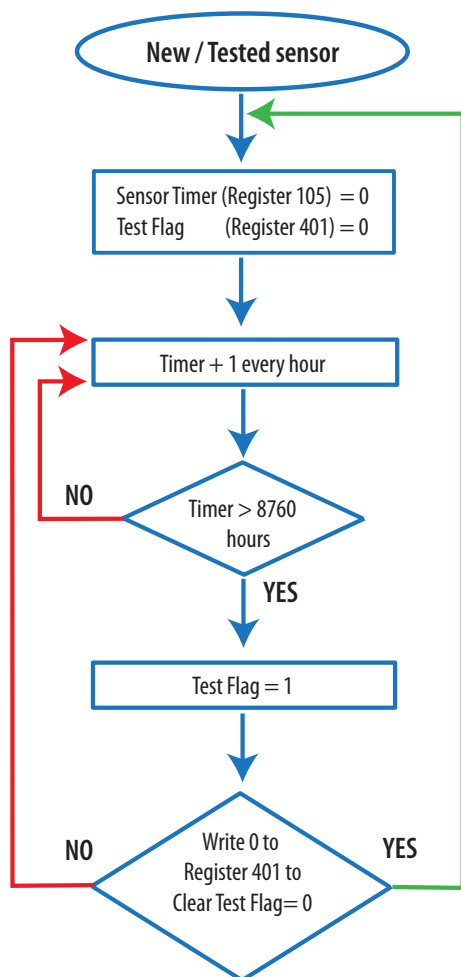 New / Tested sensor
Sensor Timer (Register 105) = 0
Test Flag (Register 401) = 0
Timer + 1 every hour
NO
Timer > 8760
hours
YES
Test Flag = 1
NO
Write 0 to
Register 401 to
Clear Test Flag= 0
YES